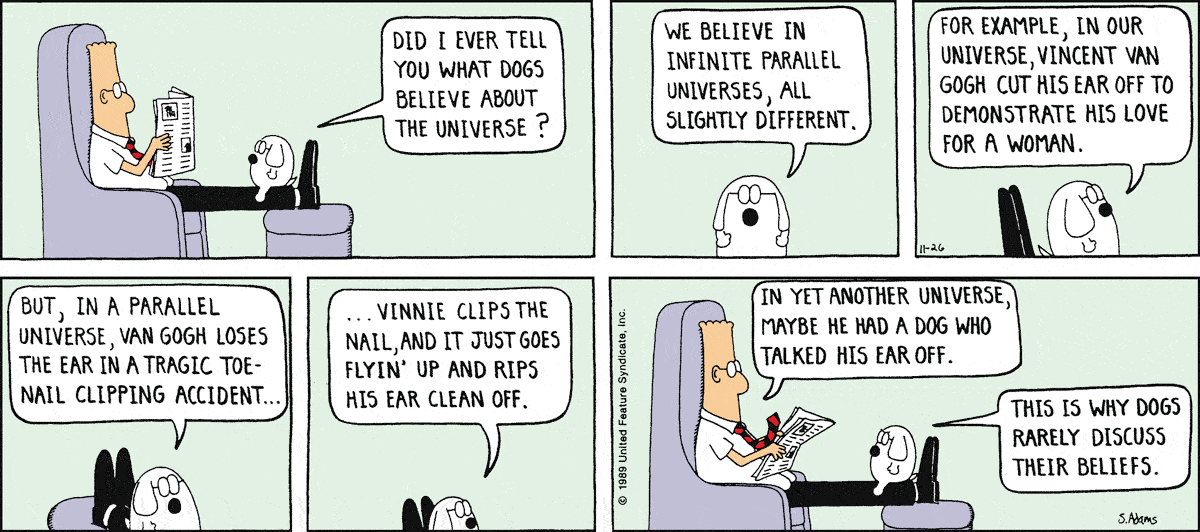 DID I EVER TELL
YOU WHAT DOGS
BELIEVE ABOUT
THE UNIVERSE ?
WE BELIEVE IN
INFINITE PARALLEL
UNIVERSES, ALL
SLIGHTLY DIFFERENT.
FOR EXAMPLE, IN OUR
UNIVERSE, VINCENT VAN
GOGH CUT HIS EAR OFF TO
DEMONSTRATE HIS LOVE
FOR A WOMAN.
11-26
BUT, IN A PARALLEL
UNIVERSE, VAN GOGH LOSES
THE EAR IN A TRAGIC TOE-
NAIL CLIPPING ACCIDENT...
...VINNIE CLIPS THE
NAIL, AND IT JUST GOES
FLYIN' UP AND RIPS
HIS EAR CLEAN OFF.
© 1989 United Feature Syndicate, Inc.
IN YET ANOTHER UNIVERSE,
MAYBE HE HAD A DOG WHO
TALKED HIS EAR OFF.
THIS IS WHY DOGS
RARELY DISCUSS
THEIR BELIEFS.
S. Adams